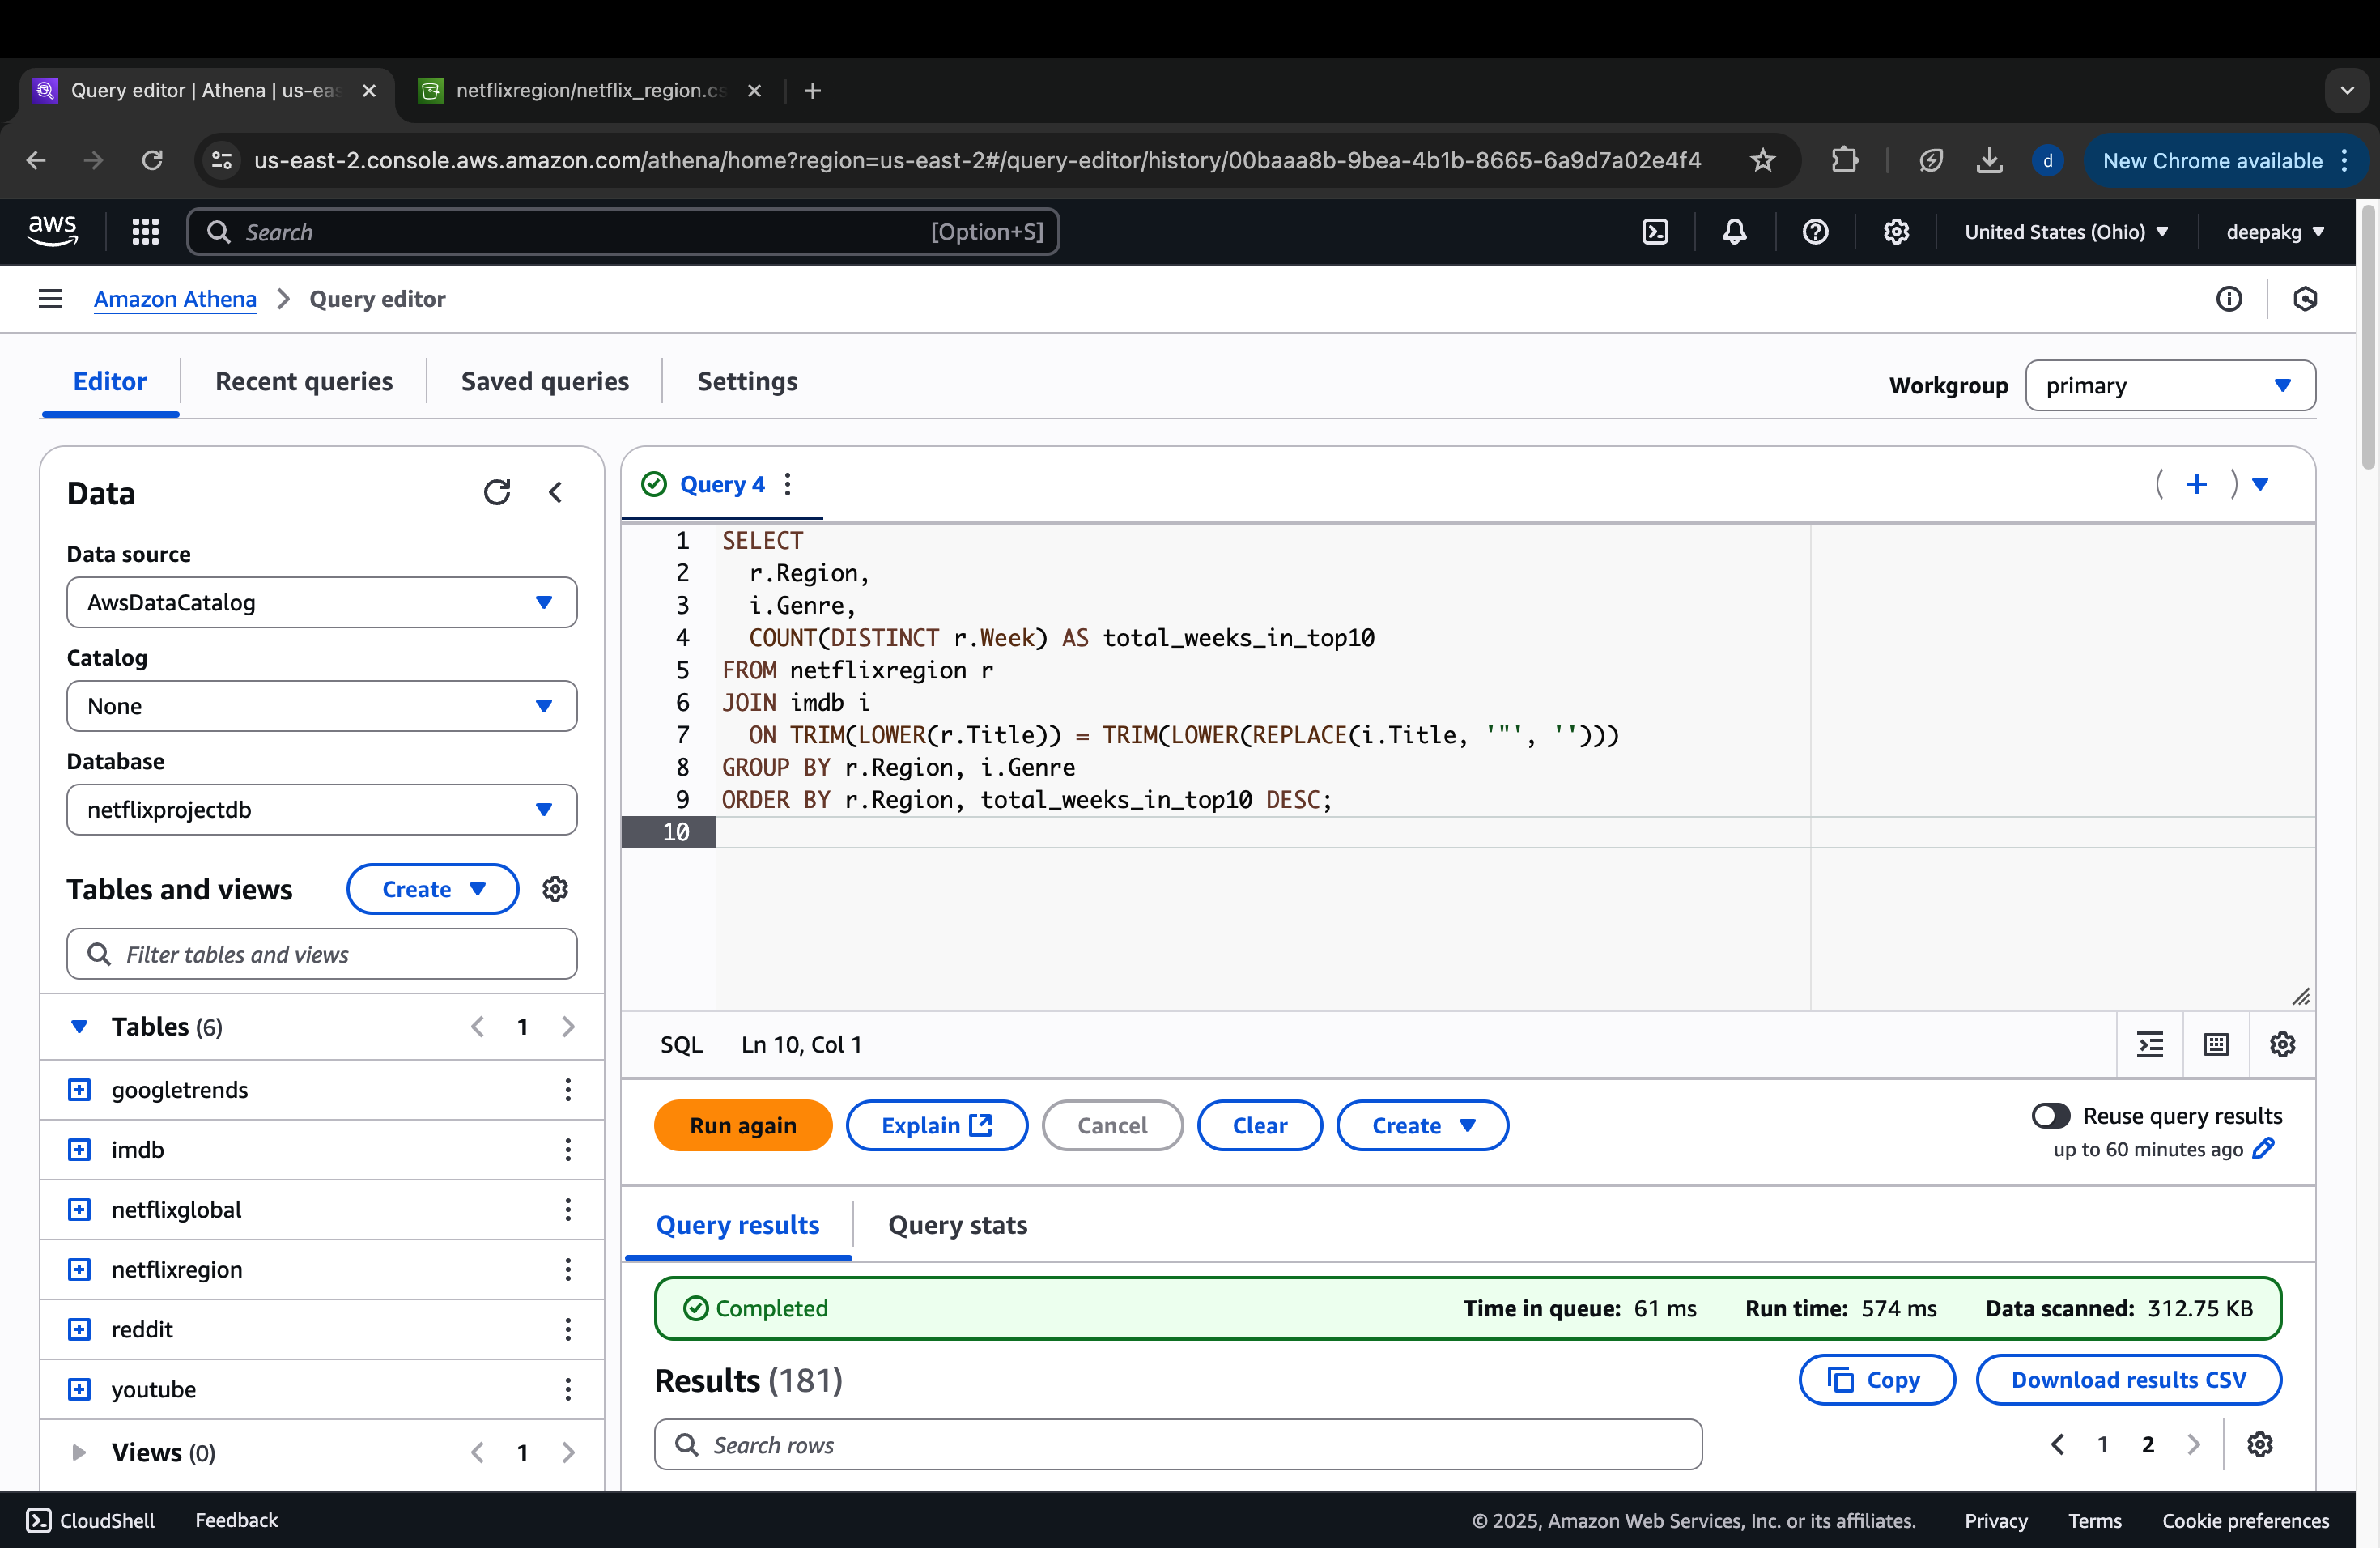 Query editor | Athena | us-eas
netflixregion/netflix_region.cs
us-east-2.console.aws.amazon.com/athena/home?region=us-east-2#/query-editor/history/00baaa8b-9bea-4b1b-8665-6a9d7a02e4f4
d
New Chrome available
aws
Search
[Option+S]
United States (Ohio)
deepakg
Amazon Athena
Query editor
Editor
Recent queries
Saved queries
Settings
Workgroup
primary
Data
Data source
AwsDataCatalog
Catalog
None
Database
netflixprojectdb
Tables and views
Create
Filter tables and views
Tables (6)
1
googletrends
imdb
netflixglobal
netflixregion
reddit
youtube
Views (0)
1
Query 4
1 SELECT
2 r.Region,
3 i.Genre,
4 COUNT(DISTINCT r.Week) AS total_weeks_in_top10
5 FROM netflixregion r
6 JOIN imdb i
7 ON TRIM(LOWER(r.Title)) = TRIM(LOWER(REPLACE(i.Title, '"', '')))
8 GROUP BY r.Region, i.Genre
9 ORDER BY r.Region, total_weeks_in_top10 DESC;
10
SQL
Ln 10, Col 1
Run again
Explain
Cancel
Clear
Create
Reuse query results
up to 60 minutes ago
Query results
Query stats
Completed
Time in queue: 61 ms
Run time: 574 ms
Data scanned: 312.75 KB
Results (181)
Copy
Download results CSV
Search rows
1
2
CloudShell
Feedback
© 2025, Amazon Web Services, Inc. or its affiliates.
Privacy
Terms
Cookie preferences